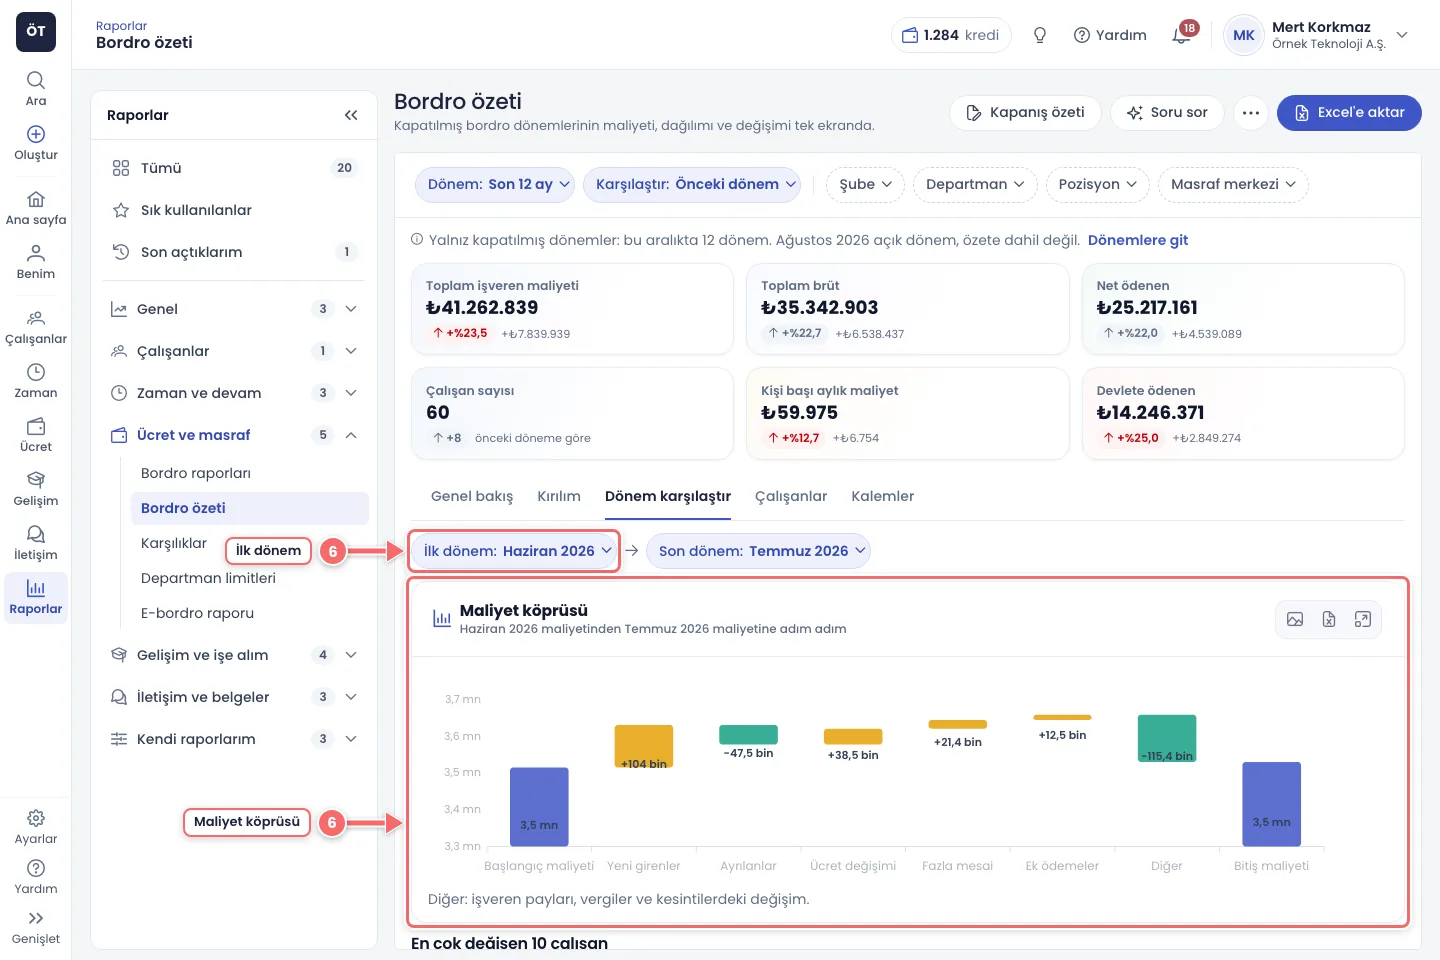 ÖT
Ara
Oluştur
Ana sayfa
Benim
Çalışanlar
Zaman
Ücret
Gelişim
İletişim
Raporlar
Ayarlar
Yardım
Genişlet
Raporlar
Bordro özeti
1.284 kredi
Yardım
18
MK
Mert Korkmaz
Örnek Teknoloji A.Ş.
Raporlar
Tümü 20
Sık kullanılanlar
Son açtıklarım 1
Genel 3
Çalışanlar 1
Zaman ve devam 3
Ücret ve masraf 5
Bordro raporları
Bordro özeti
Karşılıklar
Departman limitleri
E-bordro raporu
Gelişim ve işe alım 4
İletişim ve belgeler 3
Kendi raporlarım 3
İlk dönem 6
Maliyet köprüsü 6
Bordro özeti
Kapatılmış bordro dönemlerinin maliyeti, dağılımı ve değişimi tek ekranda.
Kapanış özeti
Soru sor
Excel'e aktar
Dönem: Son 12 ay
Karşılaştır: Önceki dönem
Şube
Departman
Pozisyon
Masraf merkezi
Yalnız kapatılmış dönemler: bu aralıkta 12 dönem. Ağustos 2026 açık dönem, özete dahil değil. Dönemlere git
Toplam işveren maliyeti
₺41.262.839
↑ +%23,5 +₺7.839.939
Toplam brüt
₺35.342.903
↑ +%22,7 +₺6.538.437
Net ödenen
₺25.217.161
↑ +%22,0 +₺4.539.089
Çalışan sayısı
60
↑ +8 önceki döneme göre
Kişi başı aylık maliyet
₺59.975
↑ +%12,7 +₺6.754
Devlete ödenen
₺14.246.371
↑ +%25,0 +₺2.849.274
Genel bakış
Kırılım
Dönem karşılaştır
Çalışanlar
Kalemler
İlk dönem: Haziran 2026
→
Son dönem: Temmuz 2026
Maliyet köprüsü
Haziran 2026 maliyetinden Temmuz 2026 maliyetine adım adım
3,7 mn
3,6 mn
3,5 mn
3,4 mn
3,3 mn
3,5 mn
+104 bin
-47,5 bin
+38,5 bin
+21,4 bin
+12,5 bin
-115,4 bin
3,5 mn
Başlangıç maliyeti
Yeni girenler
Ayrılanlar
Ücret değişimi
Fazla mesai
Ek ödemeler
Diğer
Bitiş maliyeti
Diğer: işveren payları, vergiler ve kesintilerdeki değişim.
En çok değişen 10 çalışan